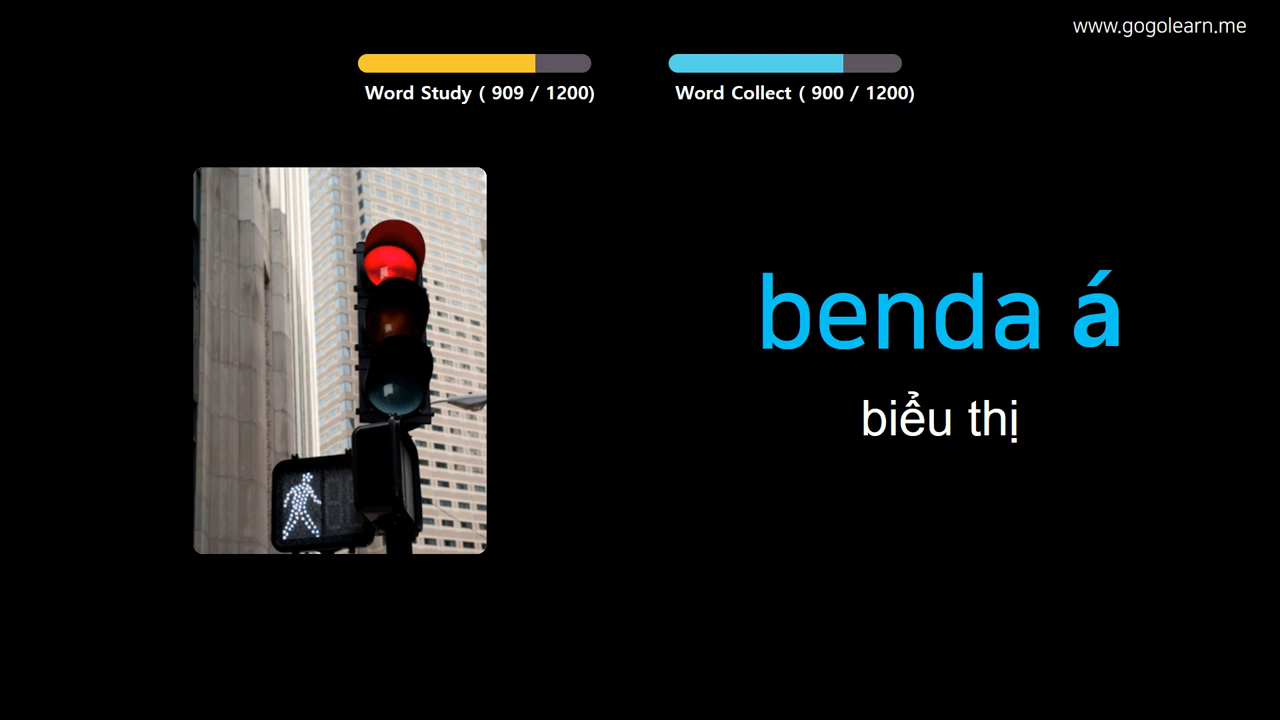 www.gogolearn.me
Word Study ( 909 / 1200)
Word Collect ( 900 / 1200)
benda á
biểu thị